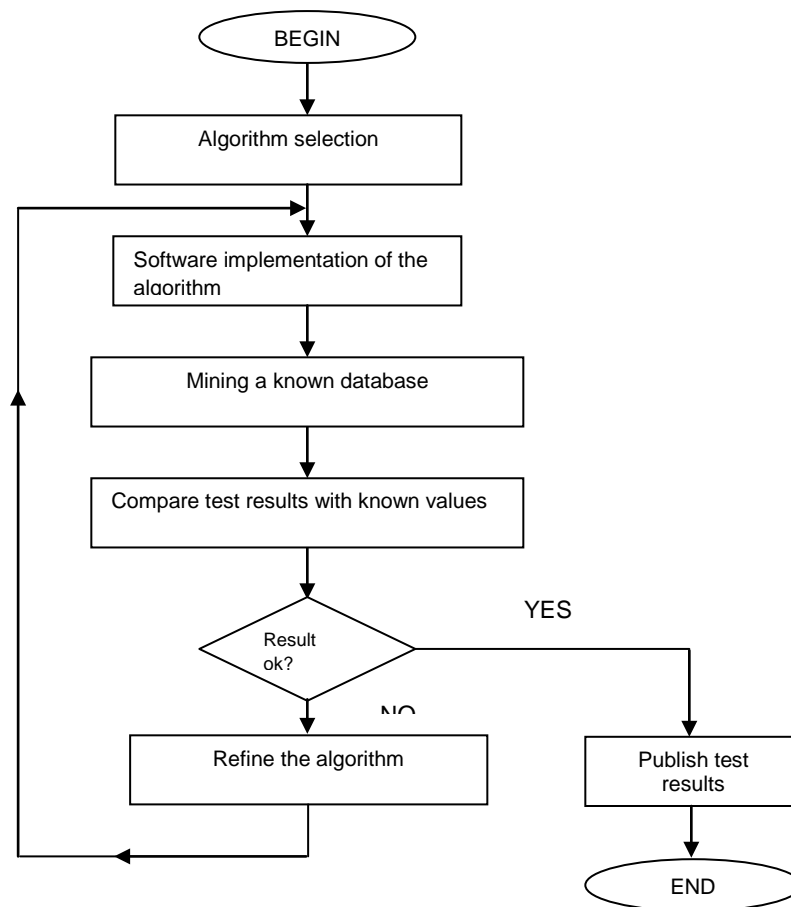 BEGIN
Algorithm selection
Software implementation of the
algorithm
Mining a known database
Compare test results with known values
Result
ok?
YES
NO
Refine the algorithm
Publish test
results
END